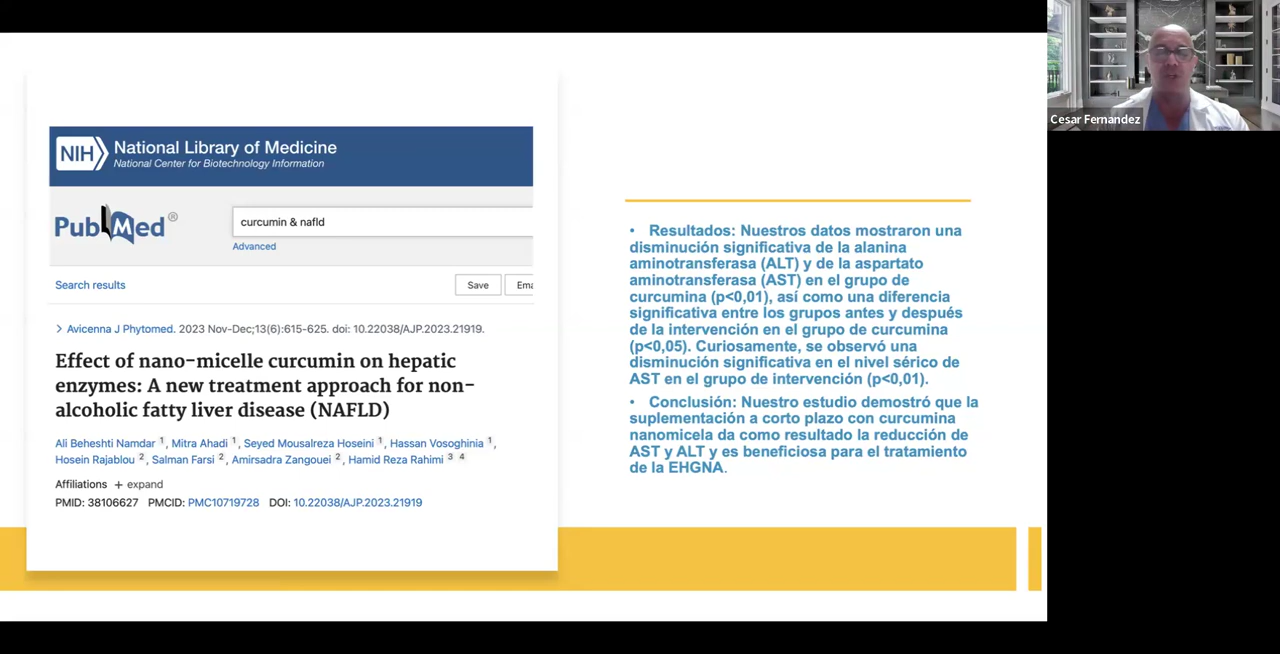 NIH National Library of Medicine
National Center for Biotechnology Information
PubMed®
curcumin & nafld
Advanced
Search results
Save
Ema
> Avicenna J Phytomed. 2023 Nov-Dec;13(6):615-625. doi: 10.22038/AJP.2023.21919.
Effect of nano-micelle curcumin on hepatic
enzymes: A new treatment approach for non-
alcoholic fatty liver disease (NAFLD)
Ali Beheshti Namdar 1, Mitra Ahadi 1, Seyed Mousalreza Hoseini 1, Hassan Vosoghinia 1,
Hosein Rajablou 2, Salman Farsi 2, Amirsadra Zangouei 2, Hamid Reza Rahimi 3 4
Affiliations + expand
PMID: 38106627 PMCID: PMC10719728 DOI: 10.22038/AJP.2023.21919
• Resultados: Nuestros datos mostraron una
disminución significativa de la alanina
aminotransferasa (ALT) y de la aspartato
aminotransferasa (AST) en el grupo de
curcumina (p<0,01), así como una diferencia
significativa entre los grupos antes y después
de la intervención en el grupo de curcumina
(p<0,05). Curiosamente, se observó una
disminución significativa en el nivel sérico de
AST en el grupo de intervención (p<0,01).
• Conclusión: Nuestro estudio demostró que la
suplementación a corto plazo con curcumina
nanomicela da como resultado la reducción de
AST y ALT y es beneficiosa para el tratamiento
de la EHGNA.
Cesar Fernandez